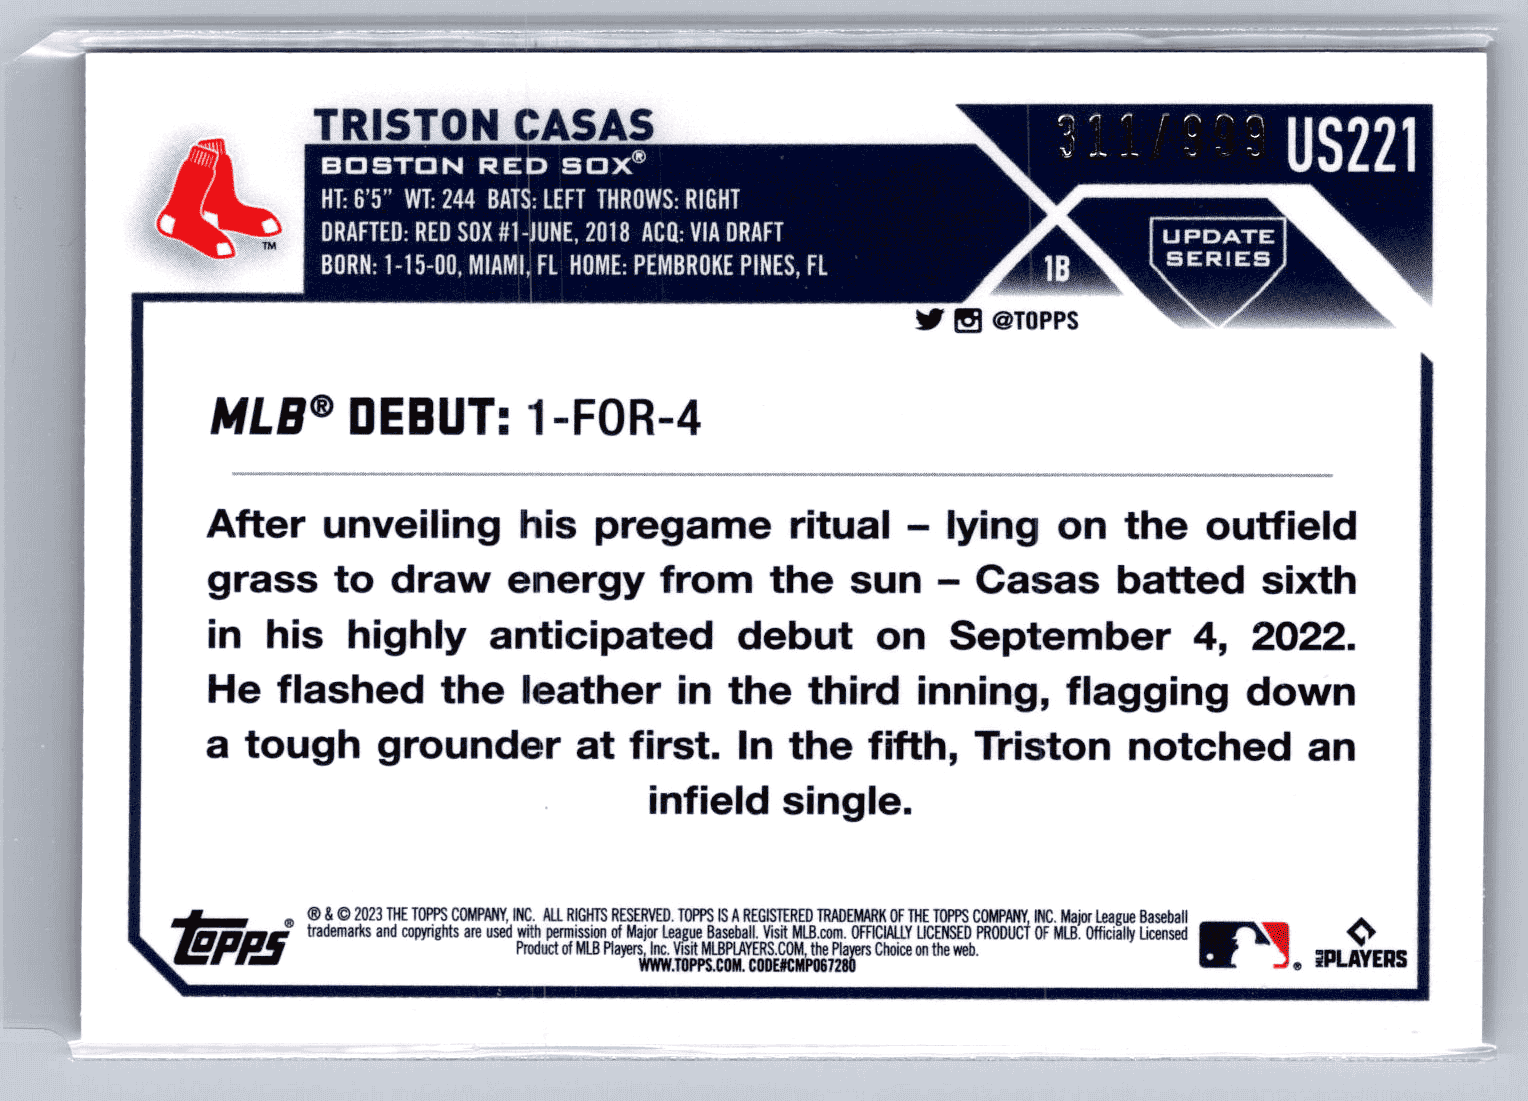 TRISTON CASAS
BOSTON RED SOX®
HT: 6'5" WT: 244 BATS: LEFT THROWS: RIGHT
DRAFTED: RED SOX #1-JUNE, 2018 ACQ: VIA DRAFT
BORN: 1-15-00, MIAMI, FL HOME: PEMBROKE PINES, FL
TM
311/999
US221
1B
UPDATE
SERIES
@TOPPS
MLB® DEBUT: 1-FOR-4
After unveiling his pregame ritual – lying on the outfield
grass to draw energy from the sun – Casas batted sixth
in his highly anticipated debut on September 4, 2022.
He flashed the leather in the third inning, flagging down
a tough grounder at first. In the fifth, Triston notched an
infield single.
Topps®
® & © 2023 THE TOPPS COMPANY, INC. ALL RIGHTS RESERVED. TOPPS IS A REGISTERED TRADEMARK OF THE TOPPS COMPANY, INC. Major League Baseball
trademarks and copyrights are used with permission of Major League Baseball. Visit MLB.com. OFFICIALLY LICENSED PRODUCT OF MLB. Officially Licensed
Product of MLB Players, Inc. Visit MLBPLAYERS.COM, the Players Choice on the web.
WWW.TOPPS.COM. CODE#CMP067280
®
MLB PLAYERS